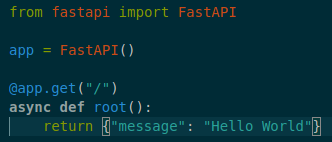 from fastapi import FastAPI
app = FastAPI()
@app.get("/")
async def root():
    return {"message": "Hello World"}